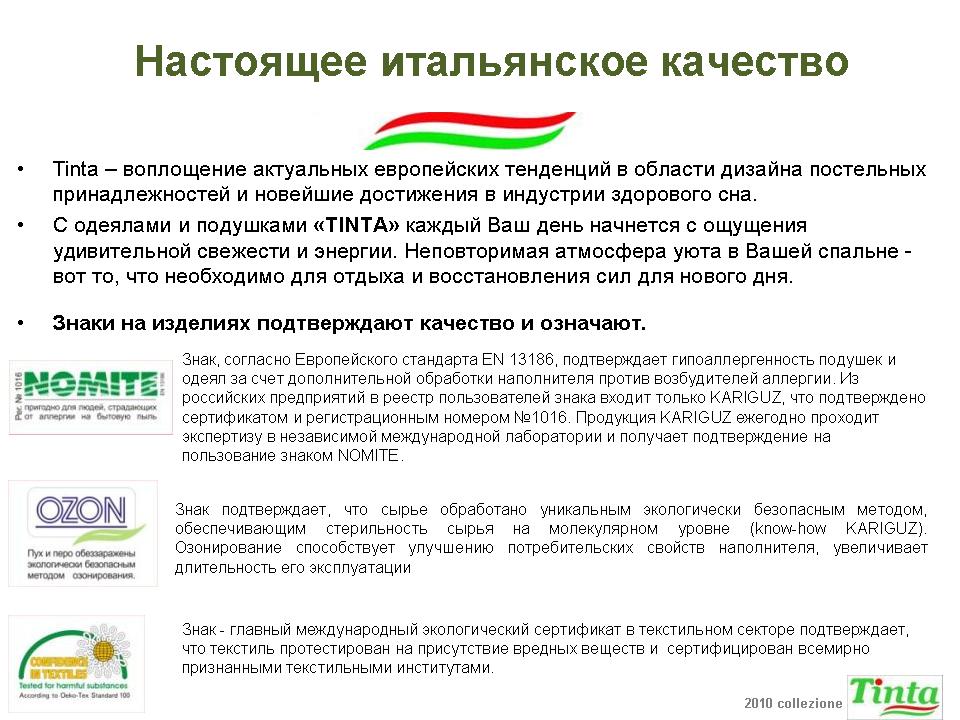 Настоящее итальянское качество
• Tinta – воплощение актуальных европейских тенденций в области дизайна постельных
принадлежностей и новейшие достижения в индустрии здорового сна.
• С одеялами и подушками «TINTA» каждый Ваш день начнется с ощущения
удивительной свежести и энергии. Неповторимая атмосфера уюта в Вашей спальне -
вот то, что необходимо для отдыха и восстановления сил для нового дня.
• Знаки на изделиях подтверждают качество и означают.
Рег. № 1016
NOMITE
EN 13186
пригодно для людей, страдающих
от аллергии на бытовую пыль
Знак, согласно Европейского стандарта EN 13186, подтверждает гипоаллергенность подушек и
одеял за счет дополнительной обработки наполнителя против возбудителей аллергии. Из
российских предприятий в реестр пользователей знака входит только KARIGUZ, что подтверждено
сертификатом и регистрационным номером №1016. Продукция KARIGUZ ежегодно проходит
экспертизу в независимой международной лаборатории и получает подтверждение на
пользование знаком NOMITE.
OZON
Пух и перо обеззаражены
экологически безопасным
методом озонирования.
Знак подтверждает, что сырье обработано уникальным экологически безопасным методом,
обеспечивающим стерильность сырья на молекулярном уровне (know-how KARIGUZ).
Озонирование способствует улучшению потребительских свойств наполнителя, увеличивает
длительность его эксплуатации
CONFIDENCE
IN TEXTILES
Tested for harmful substances
According to Oeko-Tex Standard 100
Знак - главный международный экологический сертификат в текстильном секторе подтверждает,
что текстиль протестирован на присутствие вредных веществ и сертифицирован всемирно
признанными текстильными институтами.
2010 collezione
Tinta